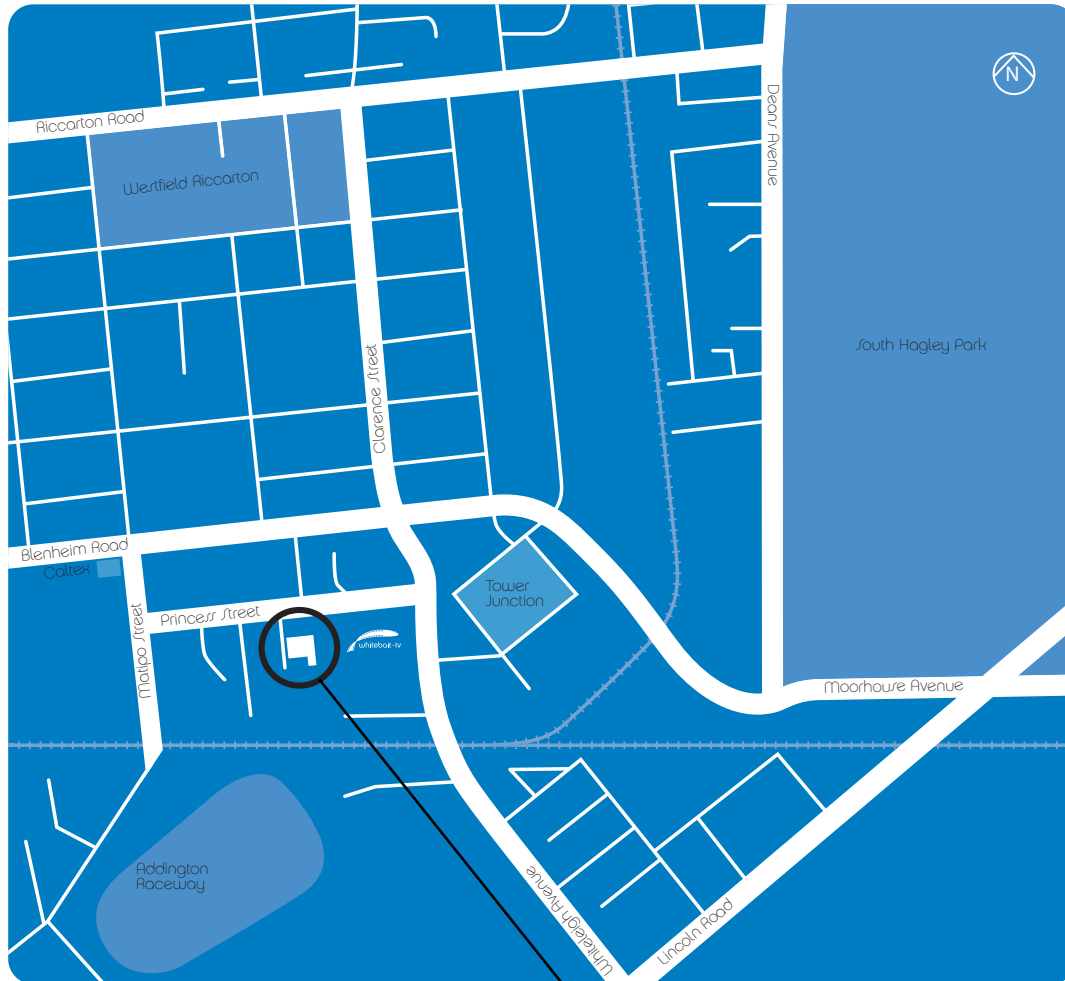 N
Riccarton Road
Deans Avenue
Westfield Riccarton
South Hagley Park
Clarence Street
Blenheim Road
Caltex
Tower
Junction
Princess Street
whitebait-tv
Matipo Street
Moorhouse Avenue
Addington
Raceway
Whiteleigh Avenue
Lincoln Road